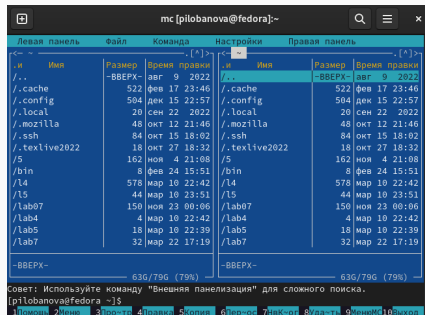 mc [pilobanova@fedora]:~
Левая панель Файл Команда Настройки Правая панель
<- ~ .[^]> <- ~ .[^]>
.и Имя Размер Время правки .и Имя Размер Время правки
/.. -ВВЕРХ- авг 9 2022 /.. -ВВЕРХ- авг 9 2022
/.cache 522 фев 17 23:46 /.cache 522 фев 17 23:46
/.config 504 дек 15 22:57 /.config 504 дек 15 22:57
/.local 20 сен 22 2022 /.local 20 сен 22 2022
/.mozilla 48 окт 12 21:46 /.mozilla 48 окт 12 21:46
/.ssh 84 окт 15 18:02 /.ssh 84 окт 15 18:02
/.texlive2022 18 окт 27 18:32 /.texlive2022 18 окт 27 18:32
/5 162 ноя 4 21:08 /5 162 ноя 4 21:08
/bin 8 фев 24 15:51 /bin 8 фев 24 15:51
/l4 578 мар 10 22:42 /l4 578 мар 10 22:42
/l5 44 мар 10 23:51 /l5 44 мар 10 23:51
/lab07 150 ноя 23 00:06 /lab07 150 ноя 23 00:06
/lab4 4 мар 10 22:42 /lab4 4 мар 10 22:42
/lab5 18 мар 10 22:39 /lab5 18 мар 10 22:39
/lab7 32 мар 22 17:19 /lab7 32 мар 22 17:19
-ВВЕРХ- -ВВЕРХ-
63G/79G (79%) 63G/79G (79%)
Совет: Используйте команду "Внешняя панелизация" для сложного поиска.
[pilobanova@fedora ~]$
1Помощь 2Меню 3Про~тр 4Правка 5Копия 6Пер~ос 7НвК~ог 8Уда~ть 9МенюMC 10Выход